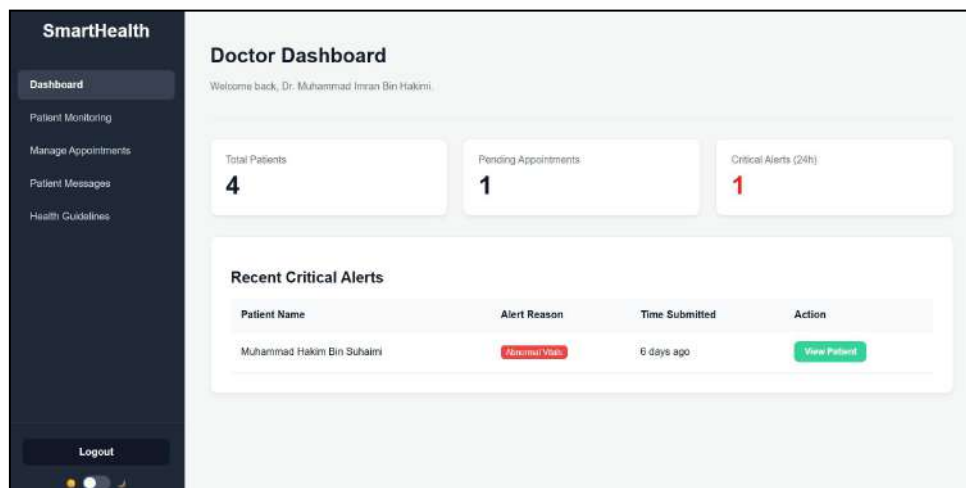 SmartHealth
Dashboard
Patient Monitoring
Manage Appointments
Patient Messages
Health Guidelines
Logout
Doctor Dashboard
Welcome back, Dr. Muhammad Imran Bin Hakimi.
Total Patients
4
Pending Appointments
1
Critical Alerts (24h)
1
Recent Critical Alerts
Patient Name Alert Reason Time Submitted Action
Muhammad Hakim Bin Suhaimi Abnormal Vitals 6 days ago View Patient